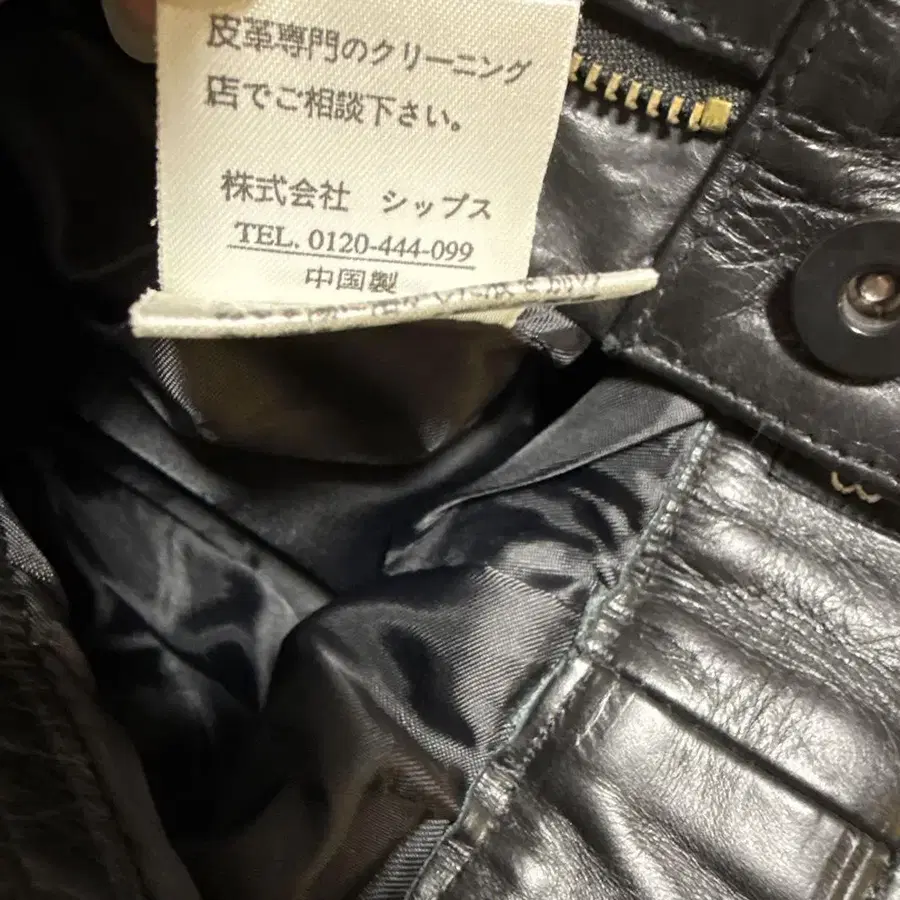 皮革専門のクリーニング
店でご相談下さい。
株式会社 シップス
TEL. 0120-444-099
中国製